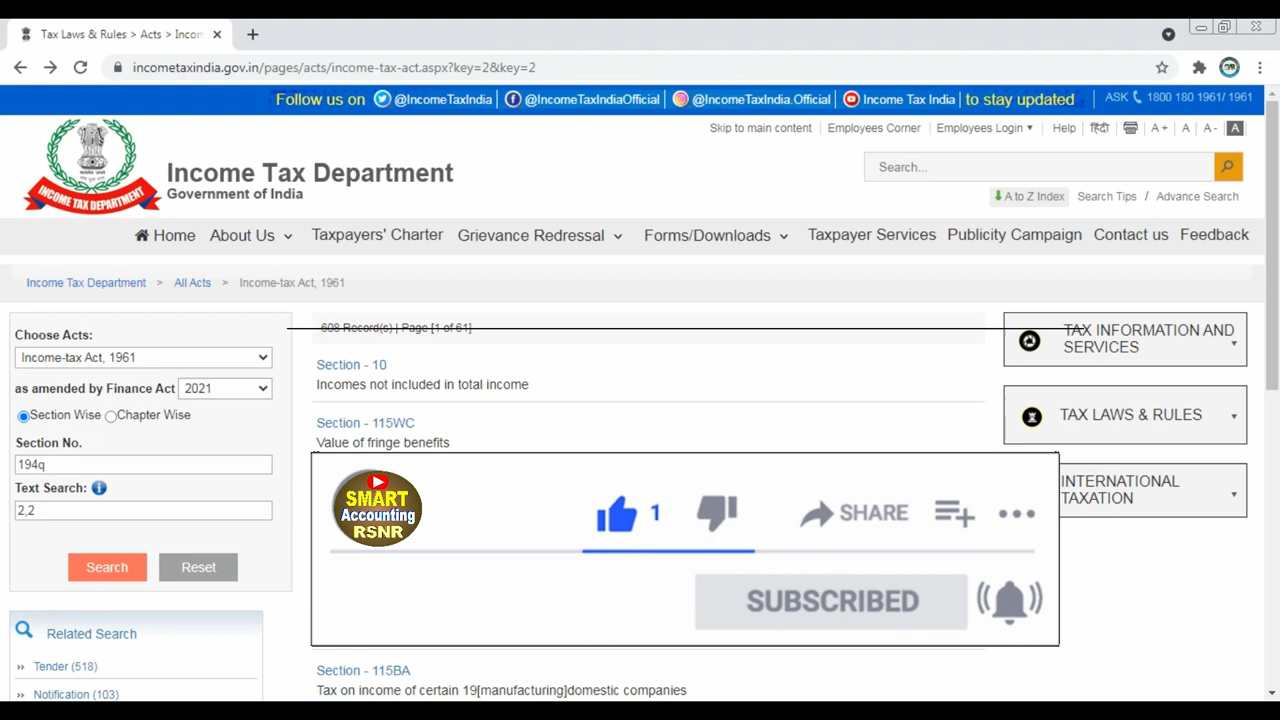 Tax Laws & Rules > Acts > Incom
incometaxindia.gov.in/pages/acts/income-tax-act.aspx?key=2&key=2
Follow us on @IncomeTaxIndia @IncomeTaxIndiaOfficial @IncomeTaxIndia.Official Income Tax India to stay updated ASK 1800 180 1961/ 1961
Skip to main content Employees Corner Employees Login Help हिंदी A+ A A- A
INCOME TAX DEPARTMENT
Income Tax Department
Government of India
Search...
A to Z Index Search Tips / Advance Search
Home About Us Taxpayers' Charter Grievance Redressal Forms/Downloads Taxpayer Services Publicity Campaign Contact us Feedback
Income Tax Department > All Acts > Income-tax Act, 1961
Choose Acts:
Income-tax Act, 1961
as amended by Finance Act 2021
Section Wise Chapter Wise
Section No.
194q
Text Search:
2,2
Search Reset
Related Search
Tender (518)
Notification (103)
608 Record(s) | Page [1 of 61]
Section - 10
Incomes not included in total income
Section - 115WC
Value of fringe benefits
SMART
Accounting
RSNR
1 SHARE
SUBSCRIBED
Section - 115BA
Tax on income of certain 19[manufacturing]domestic companies
TAX INFORMATION AND
SERVICES
TAX LAWS & RULES
INTERNATIONAL
TAXATION